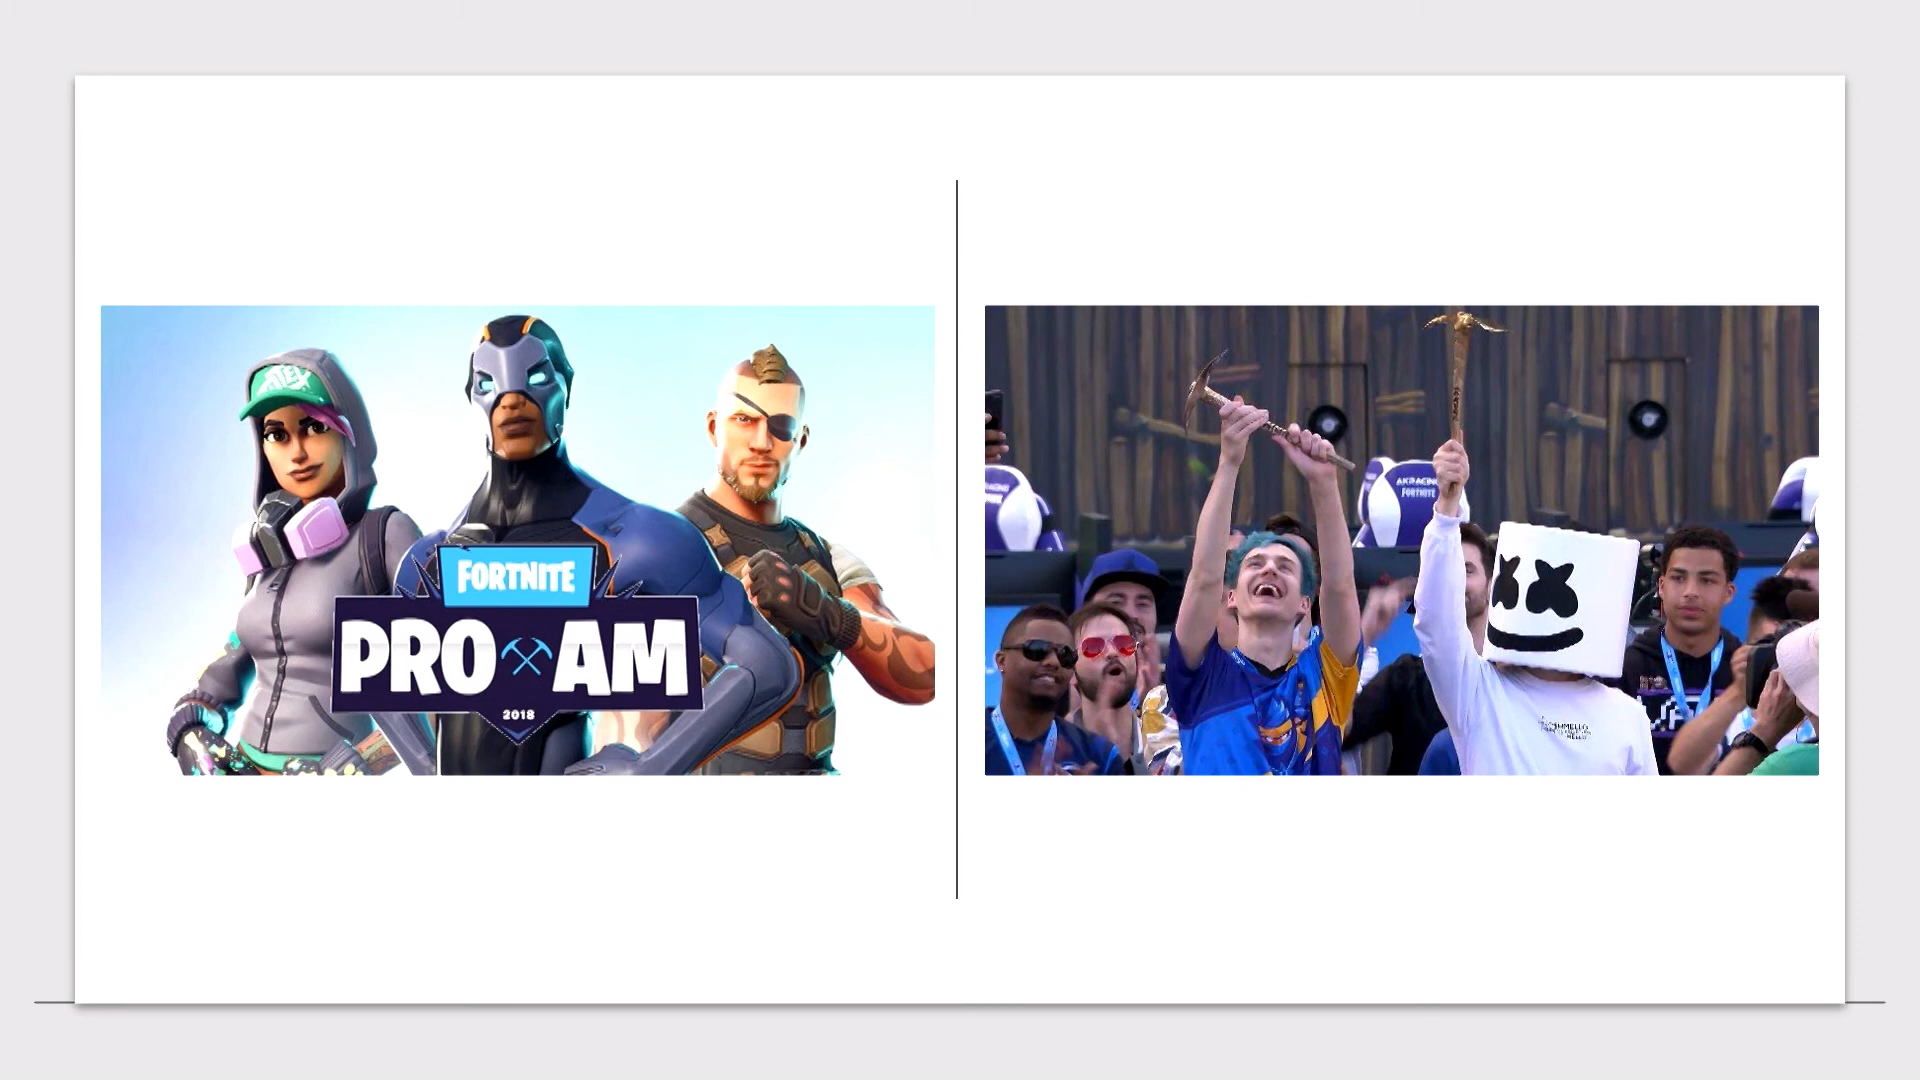 ATEX
FORTNITE
PRO AM
2018
AKRACING
FORTNITE